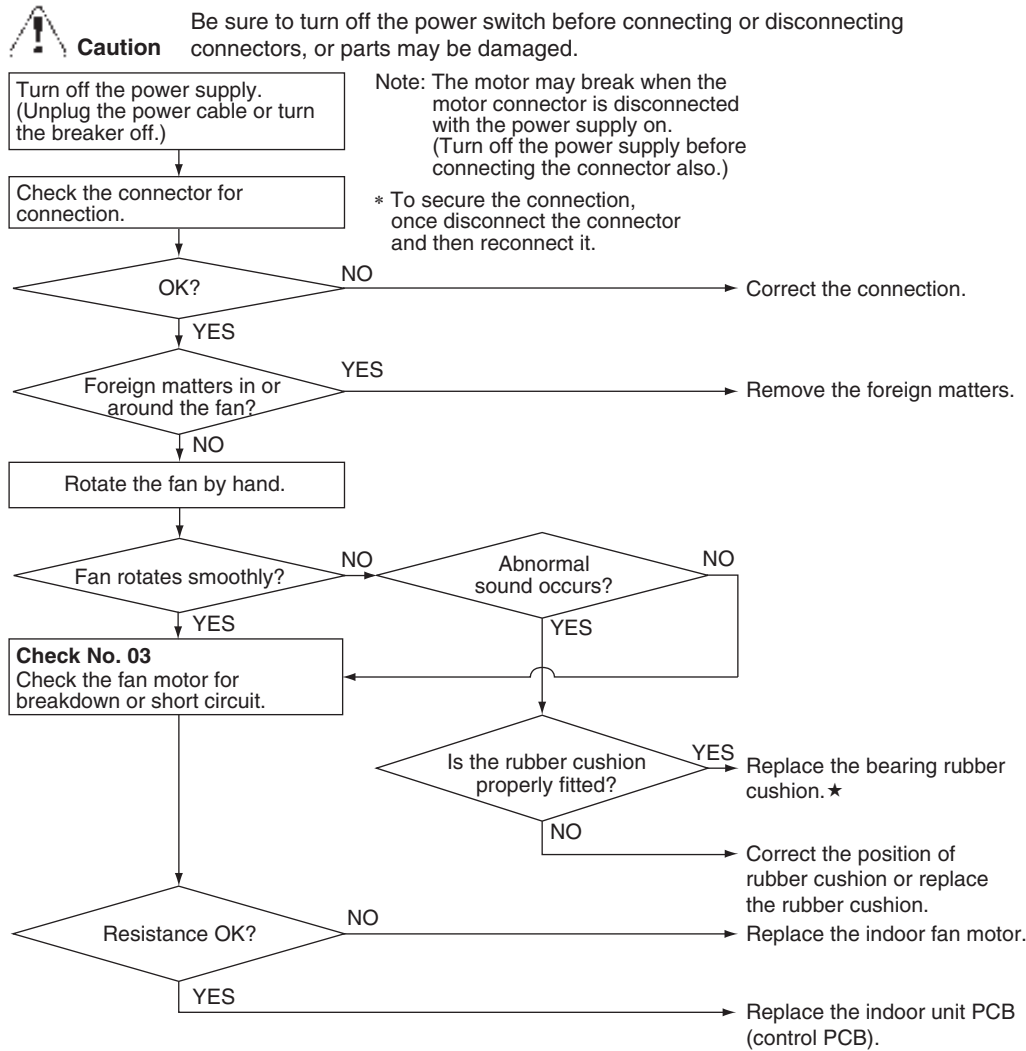 Caution
Be sure to turn off the power switch before connecting or disconnecting
connectors, or parts may be damaged.
Turn off the power supply.
(Unplug the power cable or turn
the breaker off.)
Note: The motor may break when the
motor connector is disconnected
with the power supply on.
(Turn off the power supply before
connecting the connector also.)
Check the connector for
connection.
* To secure the connection,
once disconnect the connector
and then reconnect it.
OK?
NO
Correct the connection.
YES
Foreign matters in or
around the fan?
YES
Remove the foreign matters.
NO
Rotate the fan by hand.
Fan rotates smoothly?
NO
Abnormal
sound occurs?
NO
YES
YES
Check No. 03
Check the fan motor for
breakdown or short circuit.
Is the rubber cushion
properly fitted?
YES
Replace the bearing rubber
cushion.★
NO
Correct the position of
rubber cushion or replace
the rubber cushion.
Resistance OK?
NO
Replace the indoor fan motor.
YES
Replace the indoor unit PCB
(control PCB).